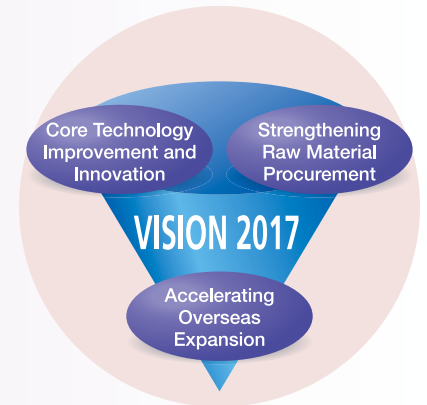 Core Technology
Improvement and
Innovation
Strengthening
Raw Material
Procurement
VISION 2017
Accelerating
Overseas
Expansion